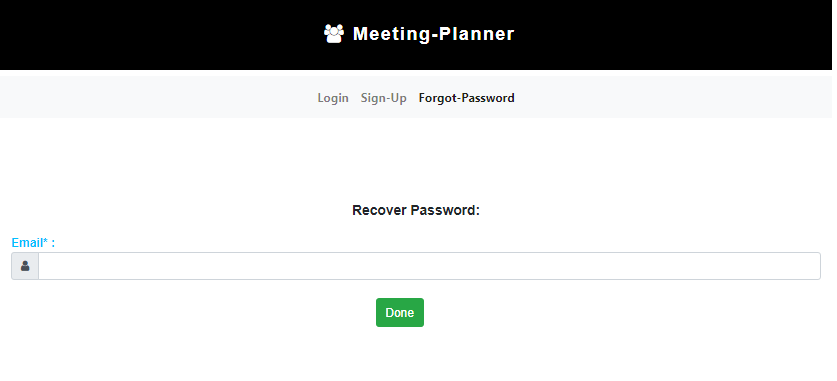 Meeting-Planner
Login Sign-Up Forgot-Password
Recover Password:
Email* :
Done